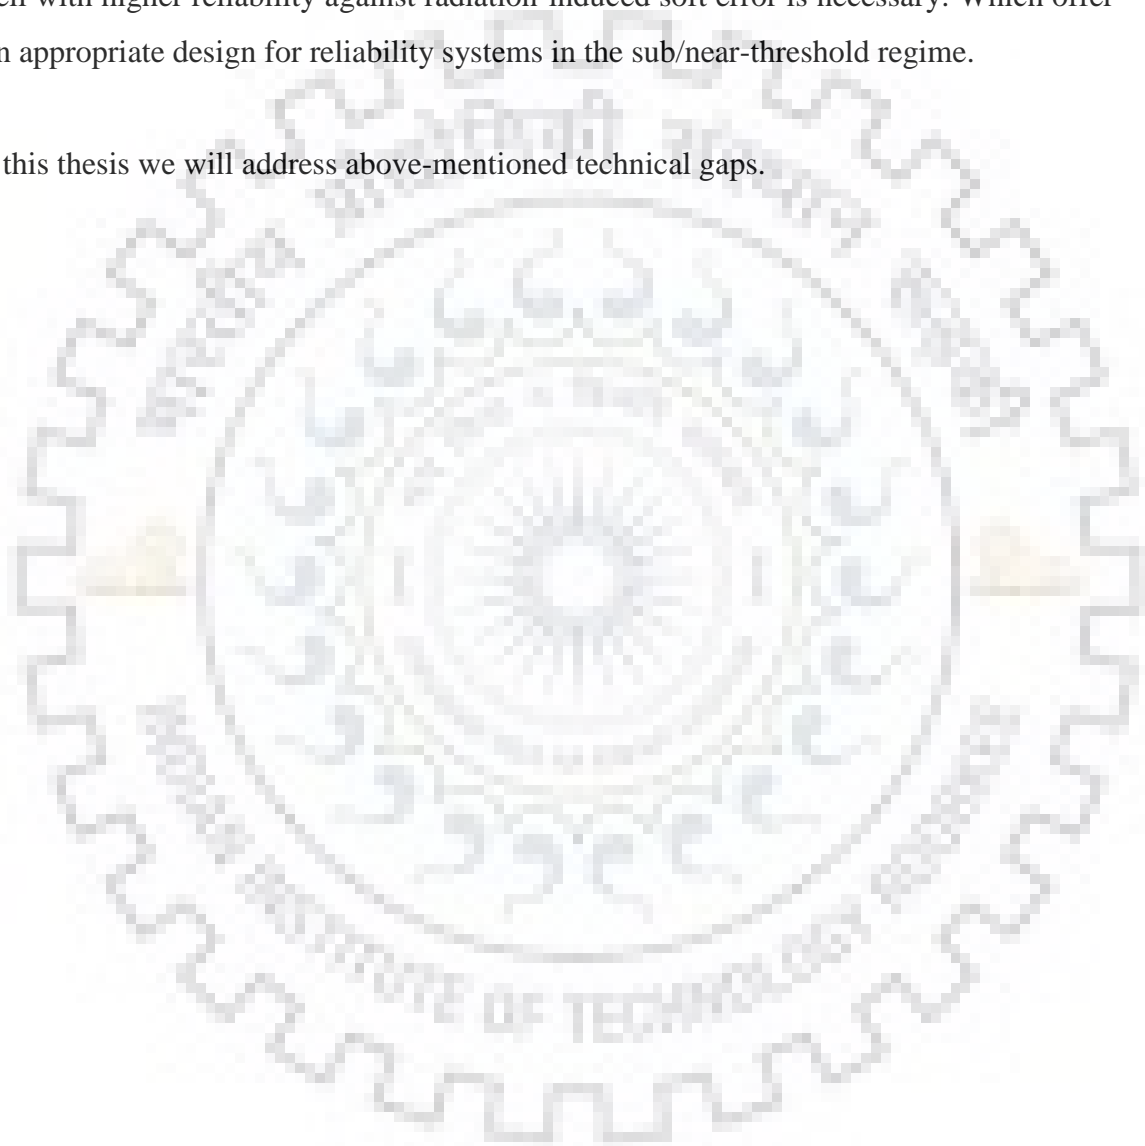 with higher reliability against radiation-induced soft error is necessary. Which offer
appropriate design for reliability systems in the sub/near-threshold regime.
this thesis we will address above-mentioned technical gaps.
INSTITUTE OF TECHNOLOGY